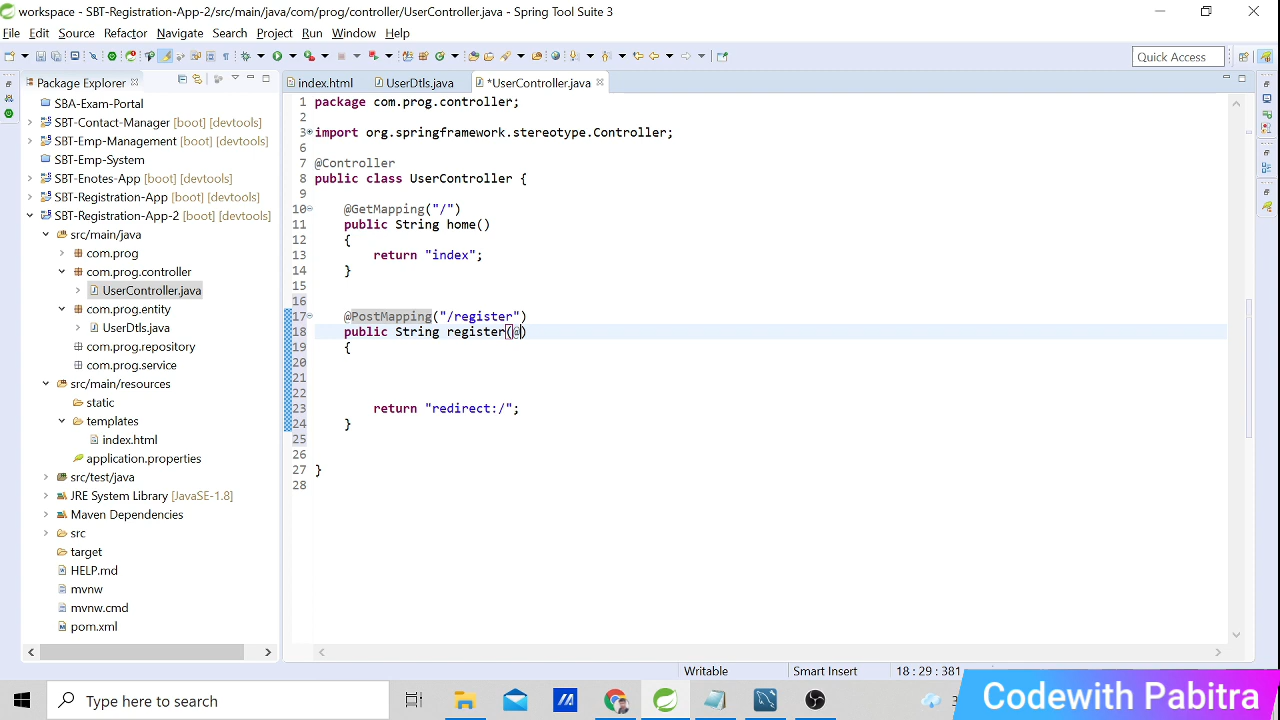 workspace - SBT-Registration-App-2/src/main/java/com/prog/controller/UserController.java - Spring Tool Suite 3
File Edit Source Refactor Navigate Search Project Run Window Help
Quick Access
Package Explorer
index.html
UserDtls.java
*UserController.java
SBA-Exam-Portal
SBT-Contact-Manager [boot] [devtools]
SBT-Emp-Management [boot] [devtools]
SBT-Emp-System
SBT-Enotes-App [boot] [devtools]
SBT-Registration-App [boot] [devtools]
SBT-Registration-App-2 [boot] [devtools]
src/main/java
com.prog
com.prog.controller
UserController.java
com.prog.entity
UserDtls.java
com.prog.repository
com.prog.service
src/main/resources
static
templates
index.html
application.properties
src/test/java
JRE System Library [JavaSE-1.8]
Maven Dependencies
src
target
HELP.md
mvnw
mvnw.cmd
pom.xml
1 package com.prog.controller;
2
3 import org.springframework.stereotype.Controller;
6
7 @Controller
8 public class UserController {
9
10 @GetMapping("/")
11 public String home()
12 {
13 return "index";
14 }
15
16
17 @PostMapping("/register")
18 public String register(@)
19 {
20
21
22
23 return "redirect:/";
24 }
25
26
27 }
28
Writable
Smart Insert
18 : 29 : 381
Type here to search
Codewith Pabitra